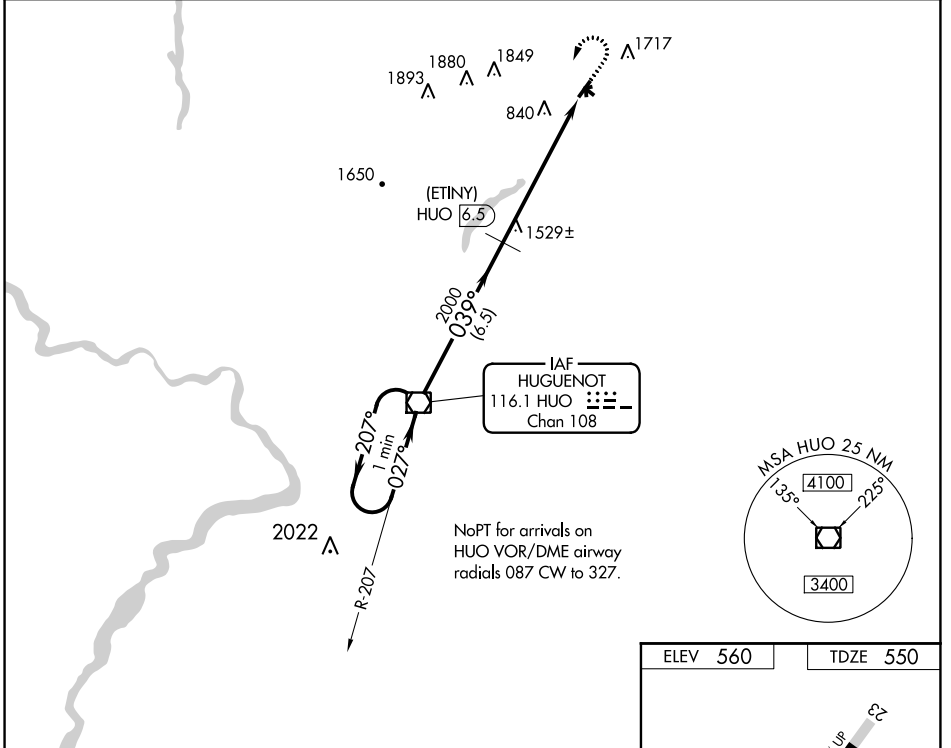 1717
1849
1880
1893
840
1650
(ETINY)
HUO 6.5
1529±
2000
039°
(6.5)
IAF
HUGUENOT
116.1 HUO
Chan 108
207°
1 min
027°
MSA HUO 25 NM
135°
4100
225°
3400
2022
NoPT for arrivals on
HUO VOR/DME airway
radials 087 CW to 327.
R-207
ELEV 560
TDZE 550
23
UP